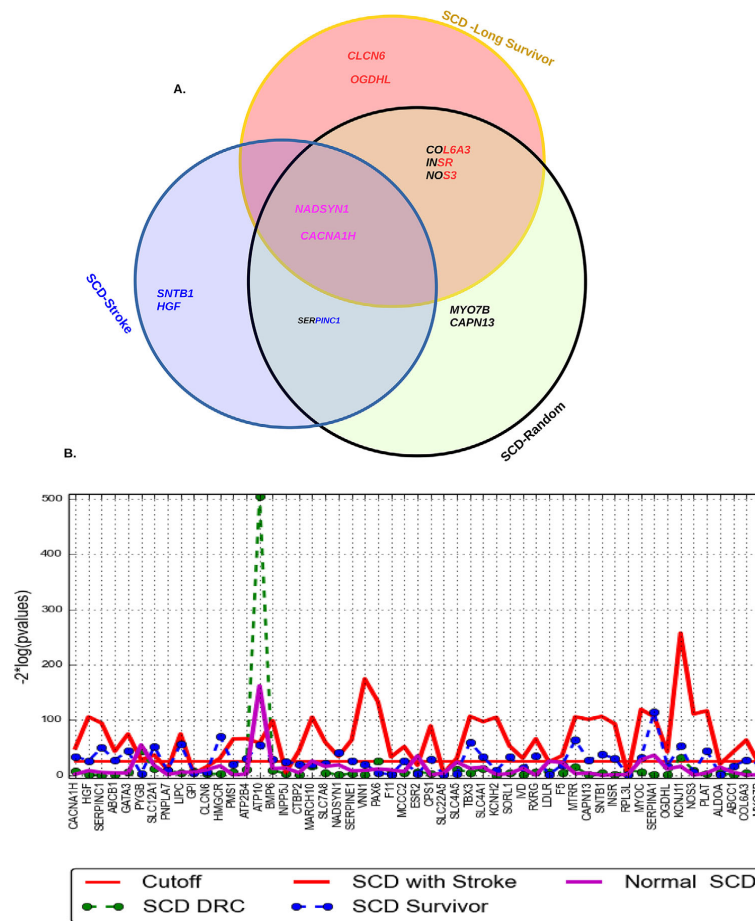 SCD -Long Survivor
CLCN6
A.
OGDHL
COL6A3
INSR
NOS3
NADSYN1
CACNA1H
SCD-Stroke
SNTB1
HGF
SERPINC1
MYO7B
CAPN13
SCD-Random
B.
-2*log(pvalues)
500
400
300
200
100
0
CACNA1H
HGF
SERPINC1
ABCB1
GATA3
PYGB
SLC12A1
PNPLA7
LIPC
GPI
CLCN6
HMGCR
PMS1
ATP2B4
ATP10
BMP6
INPP5J
CTBP2
MARCH10
SLC7A8
NADSYN1
SERPINE1
VNN1
PAX6
F11
MCCC2
ESR2
CPS1
SLC22A5
SLC4A5
TBX3
SLC4A1
KCNH2
SORL1
IVD
RXRG
LDLR
F5
MTRR
CAPN13
SNTB1
INSR
RPL3L
MYOC
SERPINA1
OGDHL
KCNJ11
NOS3
PLAT
ALDOA
ABCC1
COL6A3
Cutoff
SCD with Stroke
Normal SCD
SCD DRC
SCD Survivor